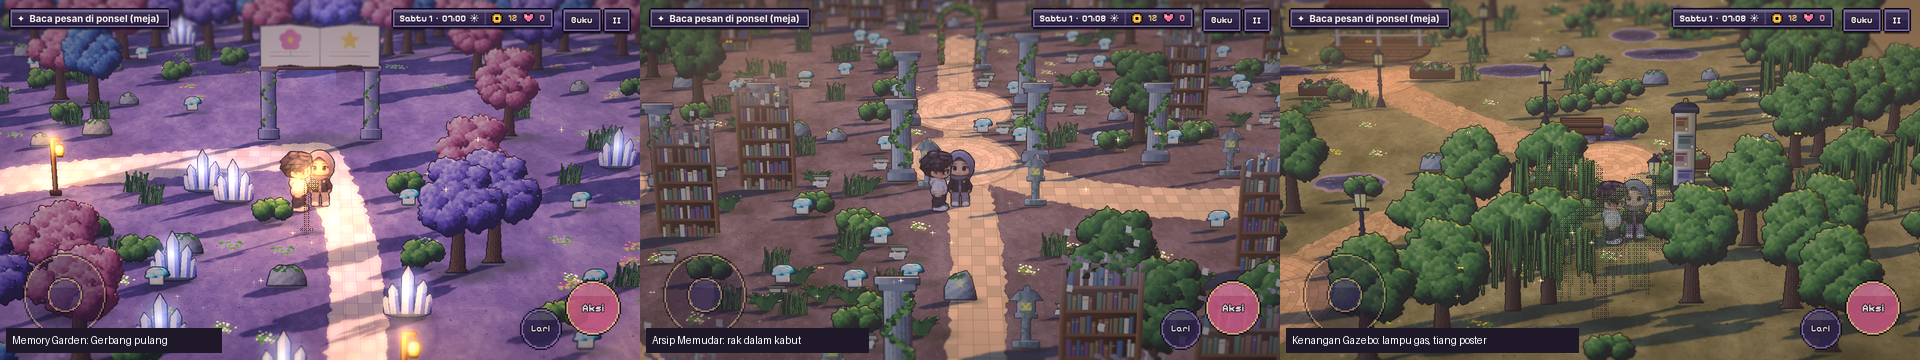 ✦ Baca pesan di ponsel (meja)
Sabtu 1 · 07:00 ☀ 12 0
Buku
II
Aksi
Lari
Memory Garden: Gerbang pulang
✦ Baca pesan di ponsel (meja)
Sabtu 1 · 07:08 ☀ 12 0
Buku
II
Aksi
Lari
Arsip Memudar: rak dalam kabut
✦ Baca pesan di ponsel (meja)
Sabtu 1 · 07:08 ☀ 12 0
Buku
II
Aksi
Lari
Kenangan Gazebo: lampu gas, tiang poster